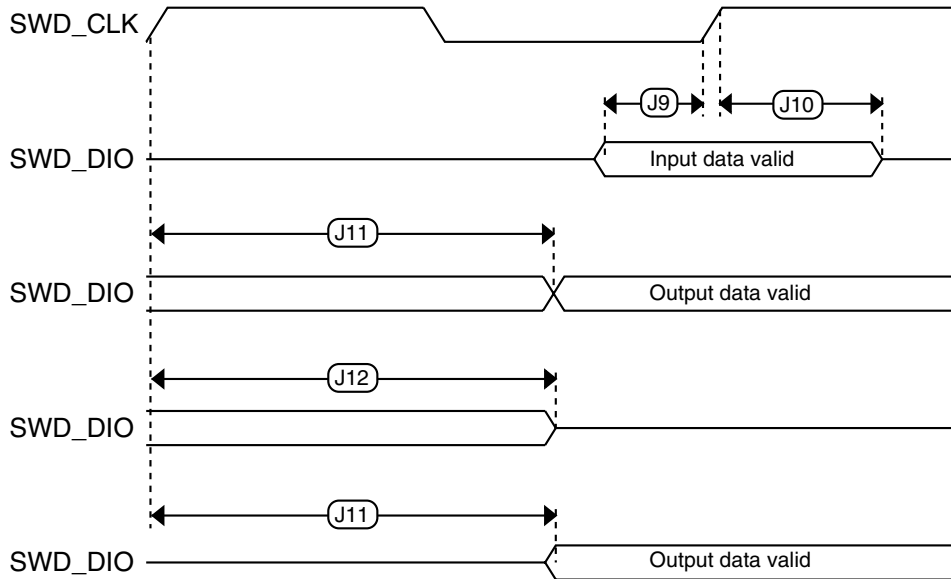 SWD_CLK
J9
J10
SWD_DIO
Input data valid
J11
SWD_DIO
Output data valid
J12
SWD_DIO
J11
SWD_DIO
Output data valid